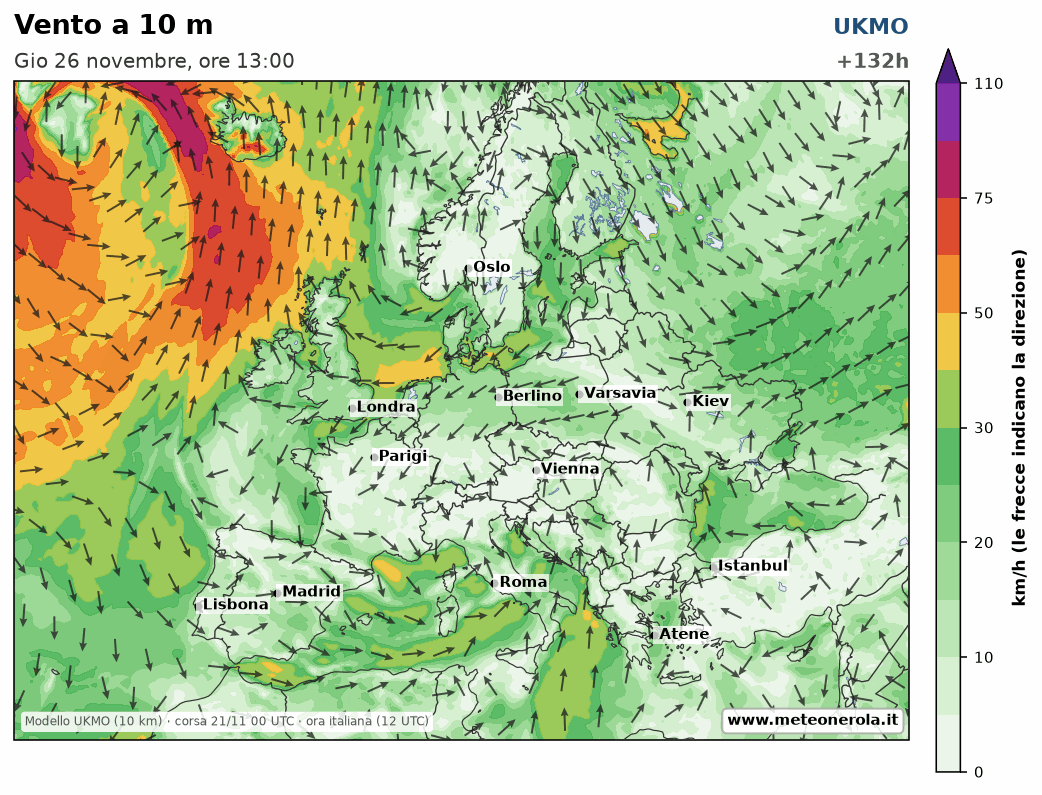 Vento a 10 m
UKMO
Gio 26 novembre, ore 13:00
+132h
110
75
50
30
20
10
0
km/h (le frecce indicano la direzione)
Oslo
Berlino
Varsavia
Kiev
Londra
Parigi
Vienna
Istanbul
Roma
Madrid
Lisbona
Atene
Modello UKMO (10 km) · corsa 21/11 00 UTC · ora italiana (12 UTC)
www.meteonerola.it